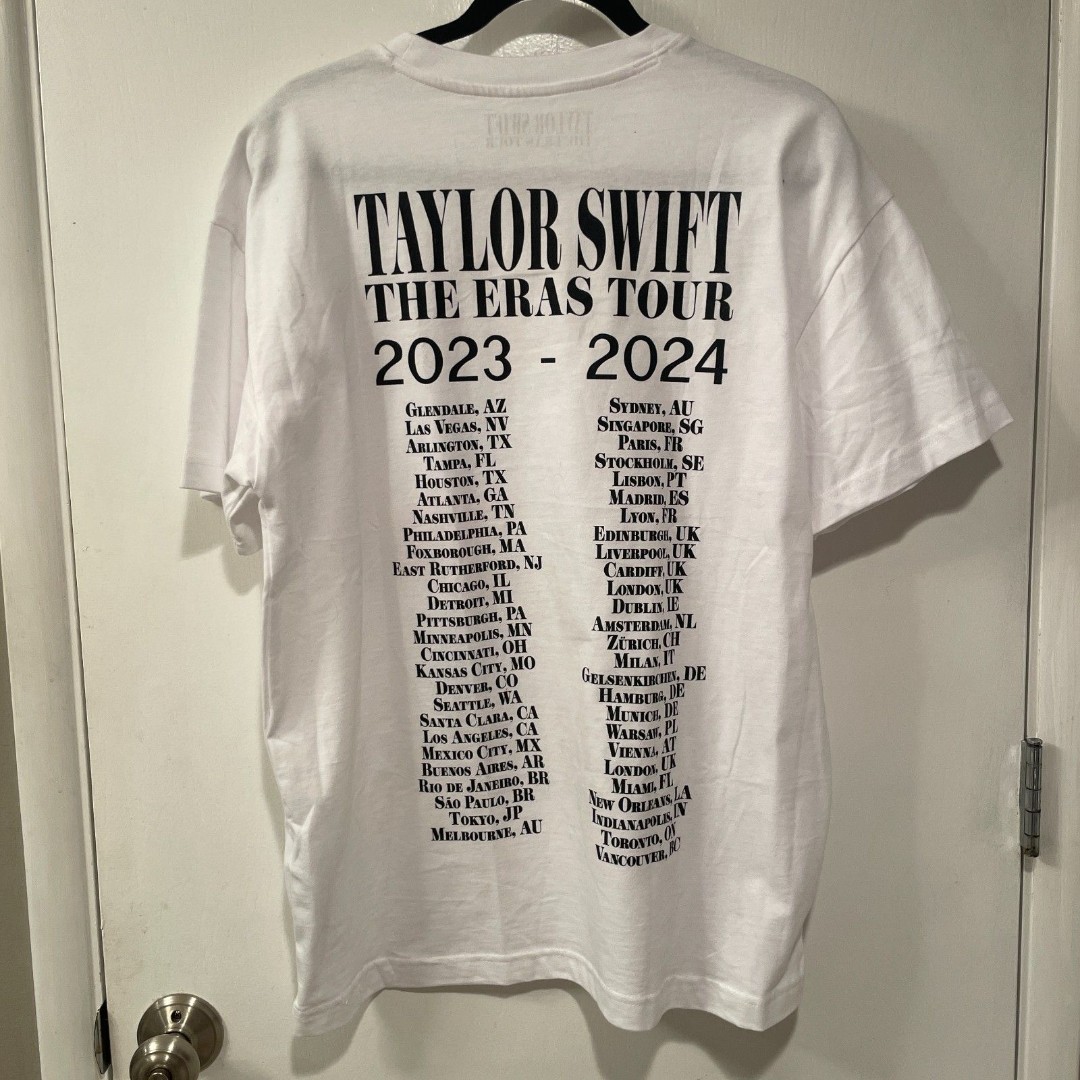 TAYLOR SWIFT
THE ERAS TOUR
TAYLOR SWIFT
THE ERAS TOUR
2023 - 2024
GLENDALE, AZ
LAS VEGAS, NV
ARLINGTON, TX
TAMPA, FL
HOUSTON, TX
ATLANTA, GA
NASHVILLE, TN
PHILADELPHIA, PA
FOXBOROUGH, MA
EAST RUTHERFORD, NJ
CHICAGO, IL
DETROIT, MI
PITTSBURGH, PA
MINNEAPOLIS, MN
CINCINNATI, OH
KANSAS CITY, MO
DENVER, CO
SEATTLE, WA
SANTA CLARA, CA
LOS ANGELES, CA
MEXICO CITY, MX
BUENOS AIRES, AR
RIO DE JANEIRO, BR
SÃO PAULO, BR
TOKYO, JP
MELBOURNE, AU
SYDNEY, AU
SINGAPORE, SG
PARIS, FR
STOCKHOLM, SE
LISBON, PT
MADRID, ES
LYON, FR
EDINBURGH, UK
LIVERPOOL, UK
CARDIFF, UK
LONDON, UK
DUBLIN, IE
AMSTERDAM, NL
ZÜRICH, CH
MILAN, IT
GELSENKIRCHEN, DE
HAMBURG, DE
MUNICH, DE
WARSAW, PL
VIENNA, AT
LONDON, UK
MIAMI, FL
NEW ORLEANS, LA
INDIANAPOLIS, IN
TORONTO, ON
VANCOUVER, BC